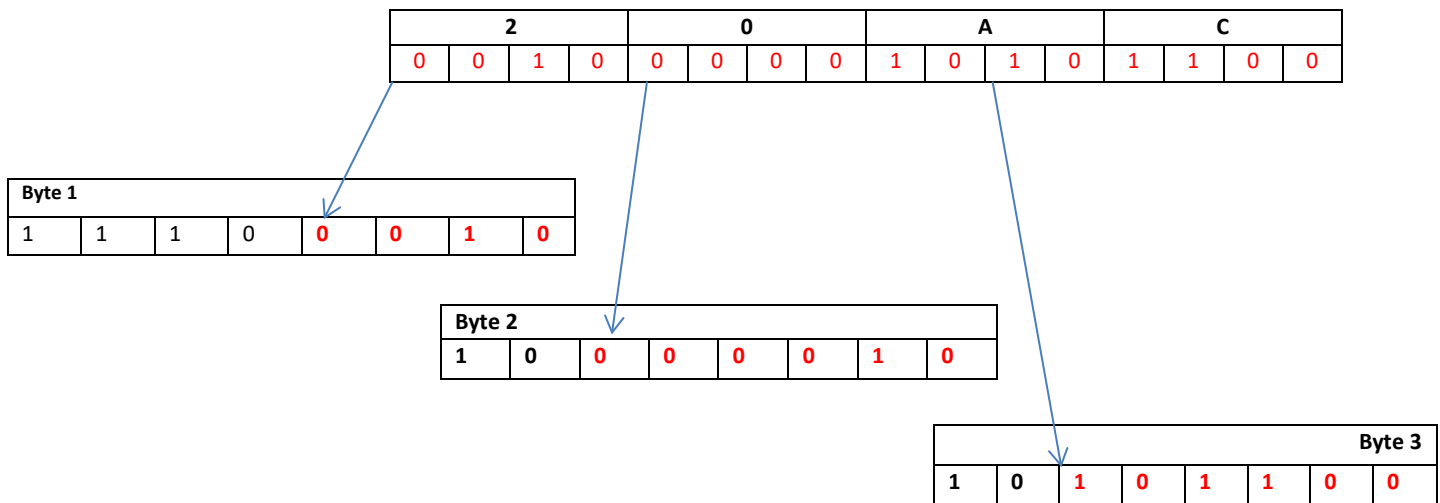 2 0 A C
0 0 1 0 0 0 0 0 1 0 1 0 1 1 0 0
Byte 1
1 1 1 0 0 0 1 0
Byte 2
1 0 0 0 0 0 1 0
Byte 3
1 0 1 0 1 1 0 0